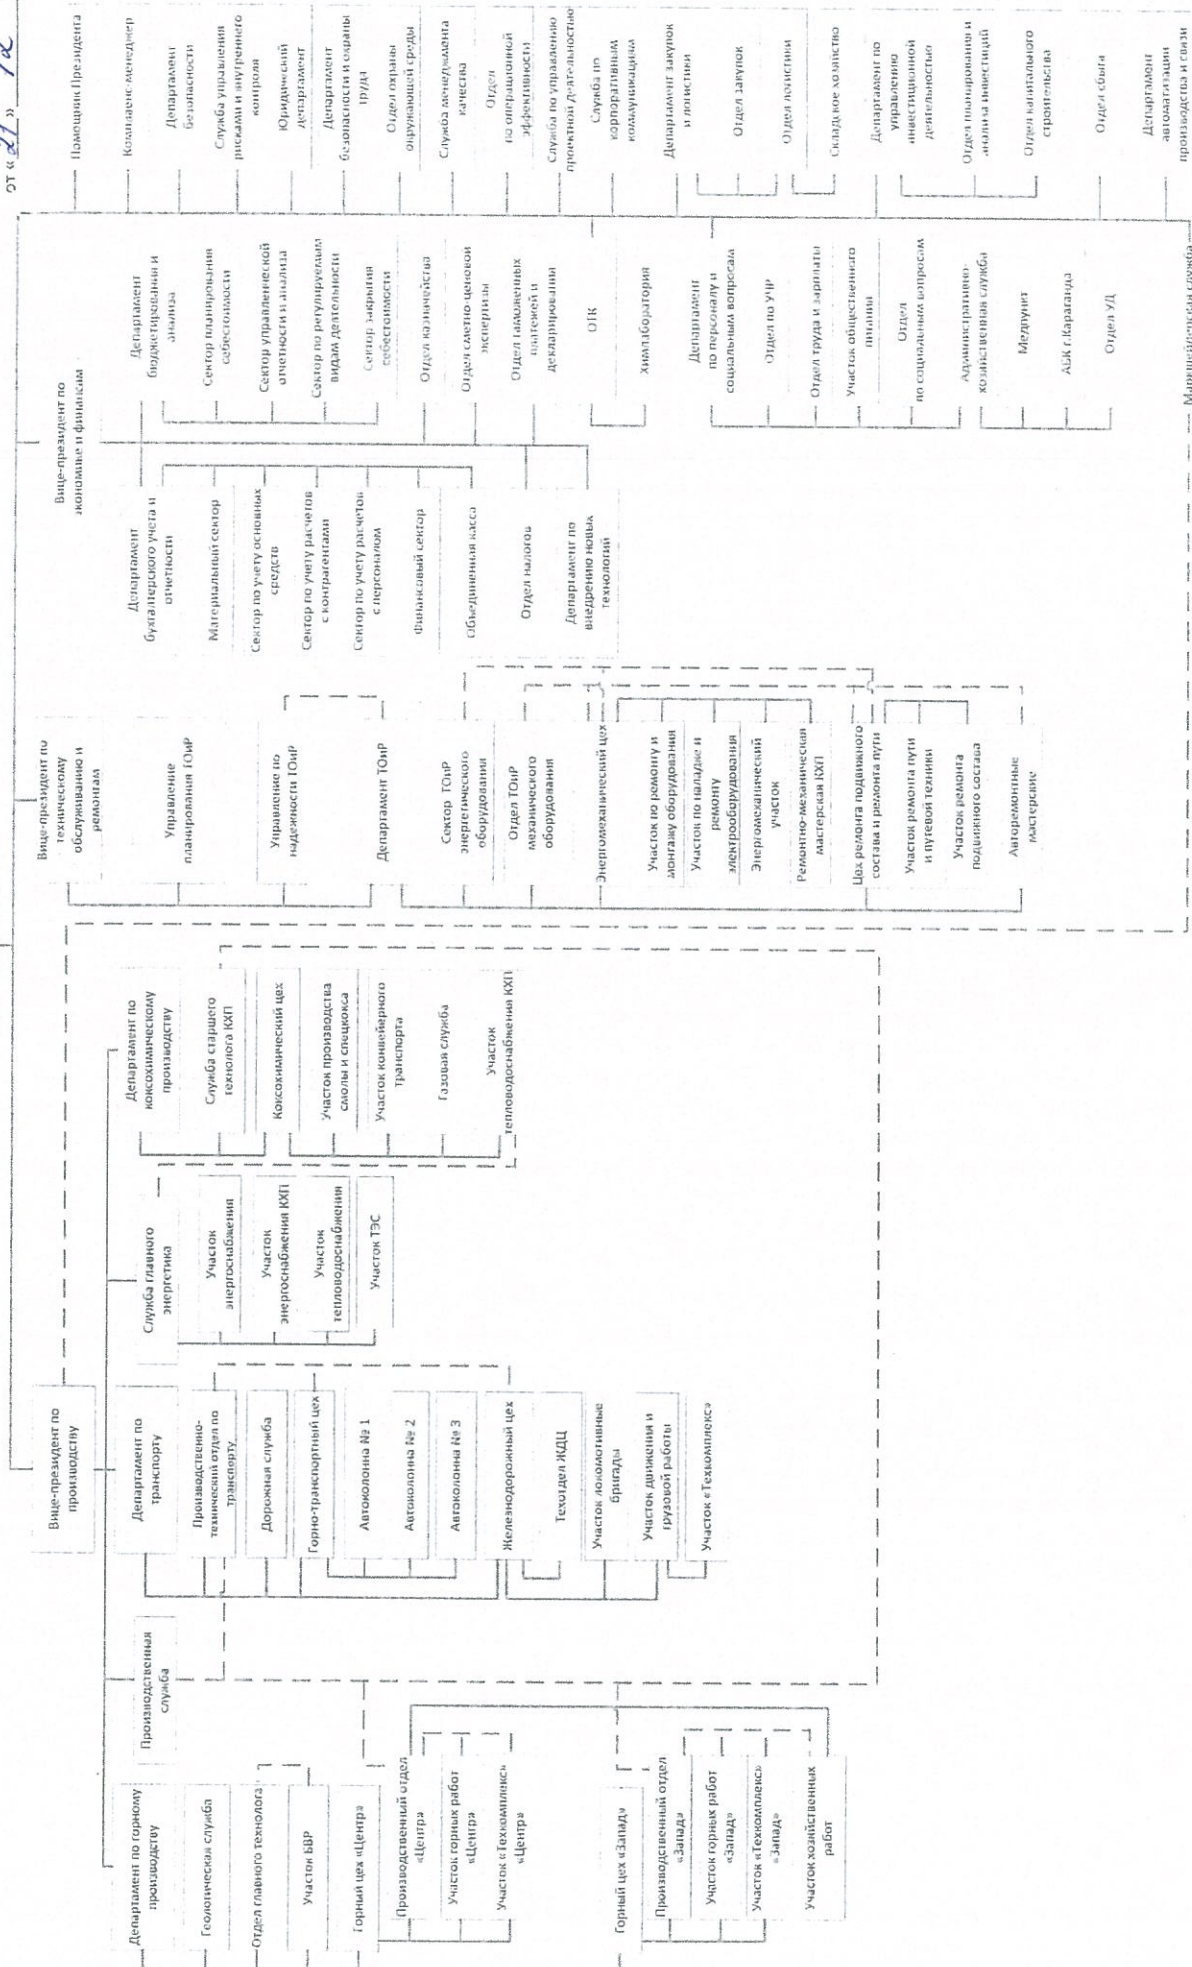 от «21» 12
Помощник Президента
Комплаенс-менеджер
Департамент
безопасности
Служба управления
рисками и внутреннего
контроля
Юридический
департамент
Департамент
безопасности и охраны
труда
Отдел охраны
окружающей среды
Служба менеджмента
качества
Отдел
по операционной
эффективности
Служба по управлению
проектной деятельностью
Служба по
корпоративным
коммуникациям
Департамент закупок
и логистики
Отдел закупок
Отдел логистики
Складское хозяйство
Департамент по
управлению
инвестиционной
деятельностью
Отдел планирования и
анализа инвестиций
Отдел капитального
строительства
Отдел сбыта
Департамент
автоматизации
производства и связи
Вице-президент по
экономике и финансам
Департамент
бюджетирования и
анализа
Сектор планирования
себестоимости
Сектор управленческой
отчетности и анализа
Сектор по регулируемым
видам деятельности
Сектор закрытия
себестоимости
Отдел казначейства
Отдел сметно-ценовой
экспертизы
Отдел таможенных
платежей и
декларирования
ОТК
Химлаборатория
Департамент
по персоналу и
социальным вопросам
Отдел по УЧР
Отдел труда и зарплаты
Участок общественного
питания
Отдел
по социальным вопросам
Административно-
хозяйственная служба
Медпункт
АБК г.Караганда
Отдел УД
Маркшейдерская служба
Департамент
бухгалтерского учета и
отчетности
Материальный сектор
Сектор по учету основных
средств
Сектор по учету расчетов
с контрагентами
Сектор по учету расчетов
с персоналом
Финансовый сектор
Объединенная касса
Отдел налогов
Департамент по
внедрению новых
технологий
Вице-президент по
техническому
обслуживанию и
ремонтам
Управление
планирования ТОиР
Управление по
надежности ТОиР
Департамент ТОиР
Сектор ТОиР
энергетического
оборудования
Отдел ТОиР
механического
оборудования
Энергомеханический цех
Участок по ремонту и
монтажу оборудования
Участок по наладке и
ремонту
электрооборудования
Энергомеханический
участок
Ремонтно-механическая
мастерская КХП
Цех ремонта подвижного
состава и ремонта пути
Участок ремонта пути
и путевой техники
Участок ремонта
подвижного состава
Авторемонтные
мастерские
Департамент по
коксохимическому
производству
Служба старшего
технолога КХП
Коксохимический цех
Участок производства
смолы и спецкокса
Участок конвейерного
транспорта
Газовая служба
Участок
тепловодоснабжения КХП
Служба главного
энергетика
Участок
энергоснабжения
Участок
энергоснабжения КХП
Участок
тепловодоснабжения
Участок ТЭС
Вице-президент по
производству
Департамент по
транспорту
Производственно-
технический отдел по
транспорту
Дорожная служба
Горно-транспортный цех
Автоколонна № 1
Автоколонна № 2
Автоколонна № 3
Железнодорожный цех
Техотдел ЖДЦ
Участок локомотивные
бригады
Участок движения и
грузовой работы
Участок «Техкомплекс»
Производственная
служба
Департамент по горному
производству
Геологическая служба
Отдел главного технолога
Участок БВР
Горный цех «Центр»
Производственный отдел
«Центр»
Участок горных работ
«Центр»
Участок «Техкомплекс»
«Центр»
Горный цех «Запад»
Производственный отдел
«Запад»
Участок горных работ
«Запад»
Участок «Техкомплекс»
«Запад»
Участок хозяйственных
работ